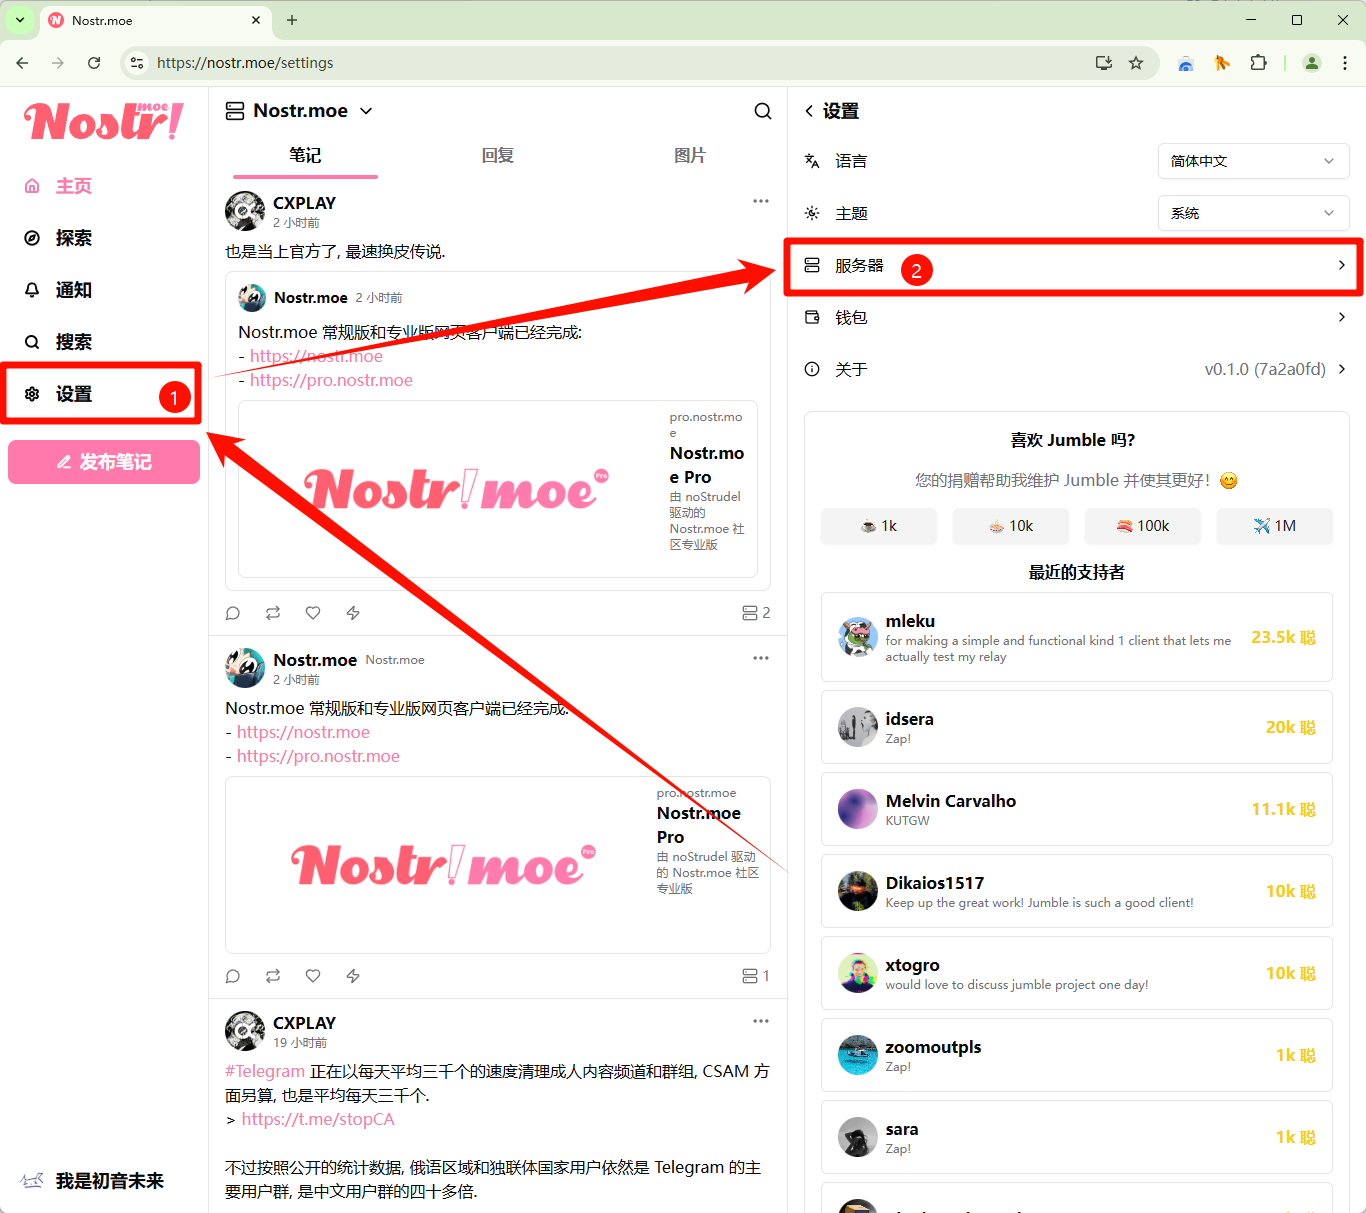 Nostr.moe
https://nostr.moe/settings
Nostr!
moe
主页
探索
通知
搜索
设置
1
发布笔记
我是初音未来
Nostr.moe
笔记
回复
图片
CXPLAY
2 小时前
也是当上官方了, 最速换皮传说.
Nostr.moe 2 小时前
Nostr.moe 常规版和专业版网页客户端已经完成:
- https://nostr.moe
- https://pro.nostr.moe
Nostr!moe Pro
pro.nostr.mo
e
Nostr.mo
e Pro
由 noStrudel
驱动的
Nostr.moe 社
区专业版
2
Nostr.moe Nostr.moe
2 小时前
Nostr.moe 常规版和专业版网页客户端已经完成:
- https://nostr.moe
- https://pro.nostr.moe
Nostr!moe Pro
pro.nostr.moe
Nostr.moe
Pro
由 noStrudel 驱动
的 Nostr.moe 社区
专业版
1
CXPLAY
19 小时前
#Telegram 正在以每天平均三千个的速度清理成人内容频道和群组, CSAM 方
面另算, 也是平均每天三千个.
> https://t.me/stopCA
不过按照公开的统计数据, 俄语区域和独联体国家用户依然是 Telegram 的主
要用户群, 是中文用户群的四十多倍.
设置
语言
简体中文
主题
系统
服务器
2
钱包
关于
v0.1.0 (7a2a0fd)
喜欢 Jumble 吗?
您的捐赠帮助我维护 Jumble 并使其更好! 😊
☕ 1k
🍜 10k
🍣 100k
✈️ 1M
最近的支持者
mleku
for making a simple and functional kind 1 client that lets me
actually test my relay
23.5k 聪
idsera
Zap!
20k 聪
Melvin Carvalho
KUTGW
11.1k 聪
Dikaios1517
Keep up the great work! Jumble is such a good client!
10k 聪
xtogro
would love to discuss jumble project one day!
10k 聪
zoomoutpls
Zap!
1k 聪
sara
Zap!
1k 聪